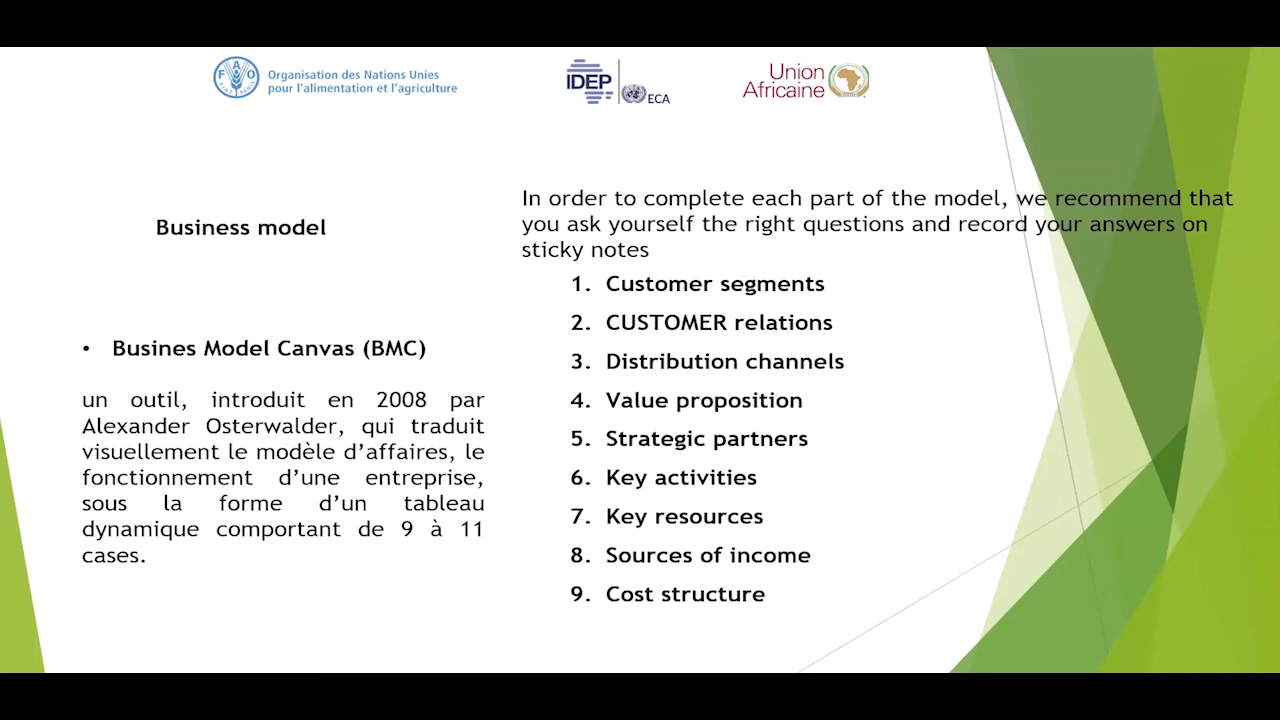 FAO
Organisation des Nations Unies
pour l'alimentation et l'agriculture
IDEP
ECA
Union
Africaine
Business model
• Busines Model Canvas (BMC)
un outil, introduit en 2008 par
Alexander Osterwalder, qui traduit
visuellement le modèle d'affaires, le
fonctionnement d'une entreprise,
sous la forme d'un tableau
dynamique comportant de 9 à 11
cases.
In order to complete each part of the model, we recommend that
you ask yourself the right questions and record your answers on
sticky notes
1. Customer segments
2. CUSTOMER relations
3. Distribution channels
4. Value proposition
5. Strategic partners
6. Key activities
7. Key resources
8. Sources of income
9. Cost structure